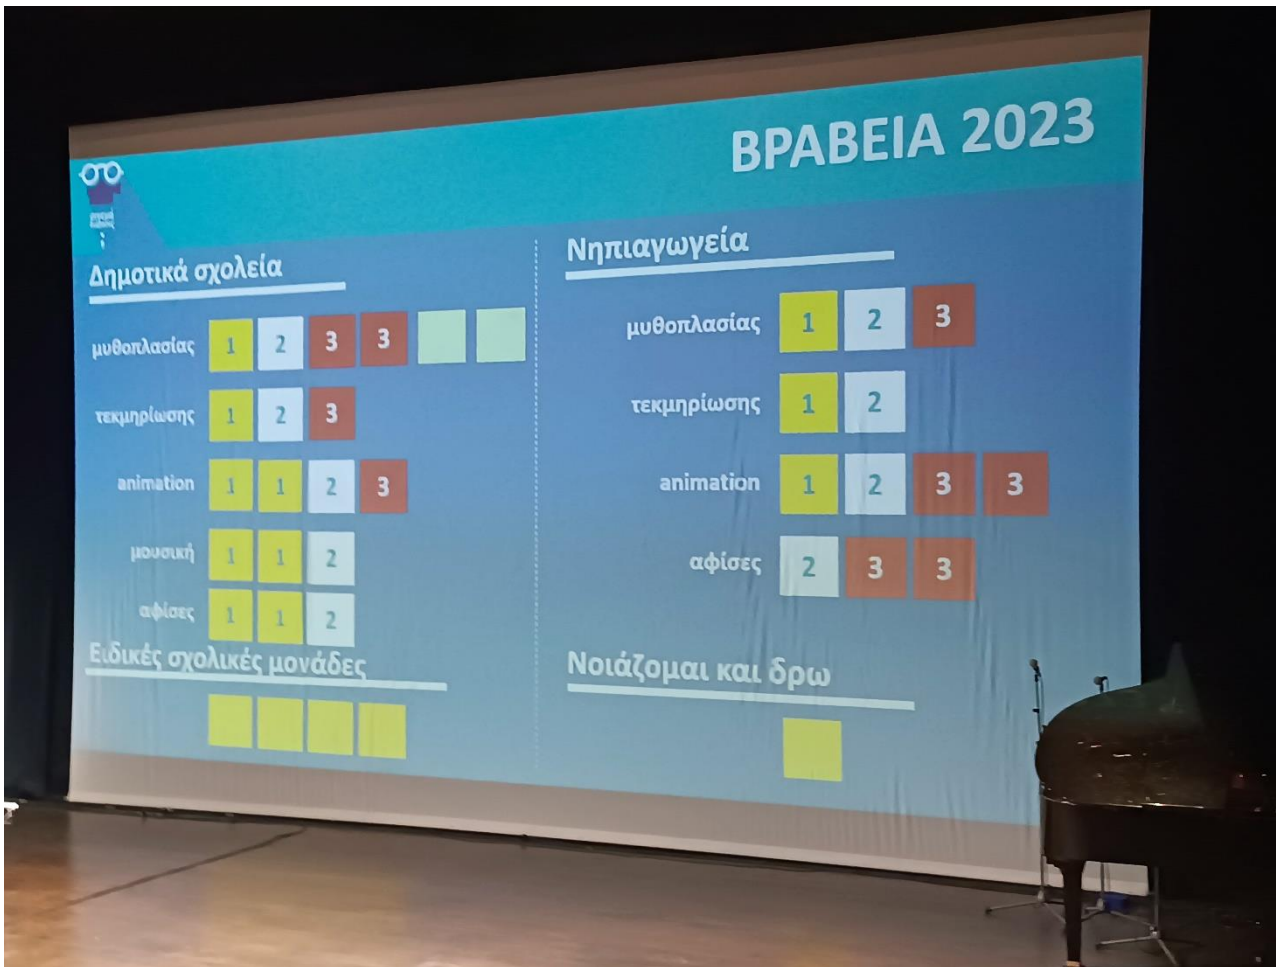 ΒΡΑΒΕΙΑ 2023
Δημοτικά σχολεία
μυθοπλασίας 1 2 3 3
τεκμηρίωσης 1 2 3
animation 1 1 2 3
μουσική 1 1 2
αφίσες 1 1 2
Ειδικές σχολικές μονάδες
Νηπιαγωγεία
μυθοπλασίας 1 2 3
τεκμηρίωσης 1 2
animation 1 2 3 3
αφίσες 2 3 3
Νοιάζομαι και δρω